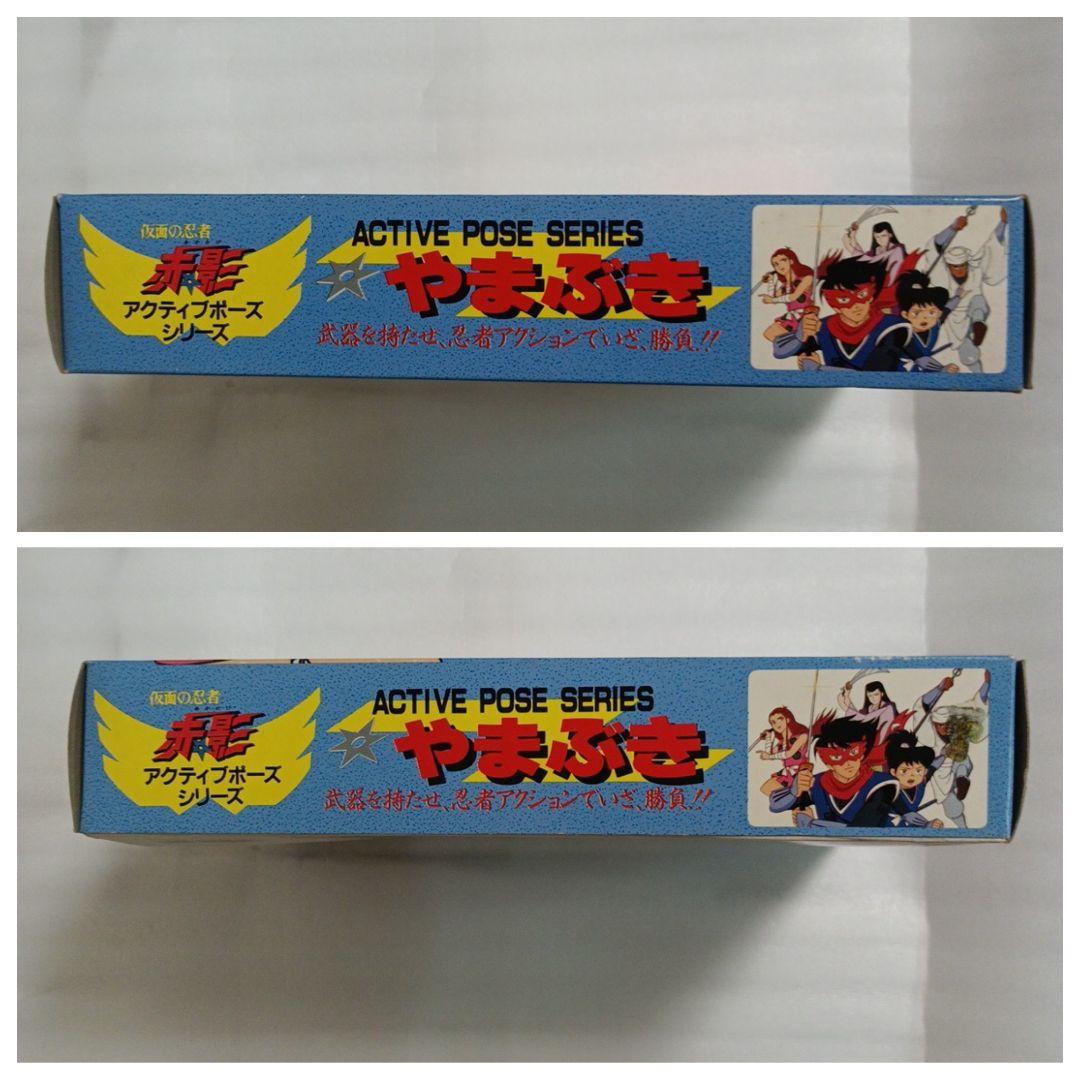 仮面の忍者
赤影
アクティブポーズ
シリーズ
ACTIVE POSE SERIES
やまぶき
武器を持たせ、忍者アクションでいざ、勝負!!
仮面の忍者
赤影
アクティブポーズ
シリーズ
ACTIVE POSE SERIES
やまぶき
武器を持たせ、忍者アクションでいざ、勝負!!